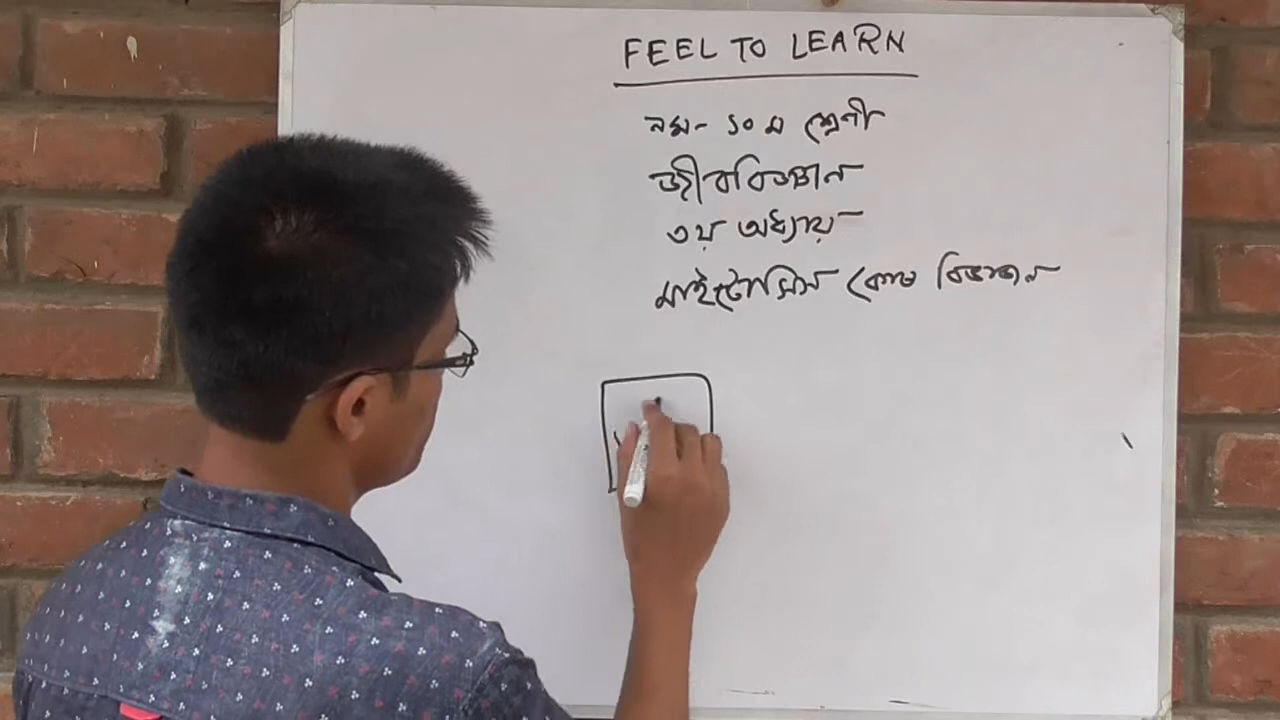 FEEL TO LEARN
নবম - ১০ম শ্রেণী
জীববিজ্ঞান
৩য় অধ্যায়
মাইটোসিস কোষ বিভাজন